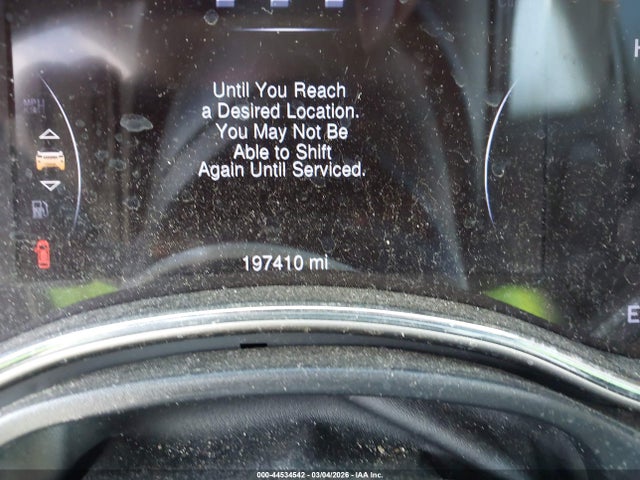 Until You Reach
a Desired Location.
You May Not Be
Able to Shift
Again Until Serviced.
MPH
H
197410 mi
E
000-44534542 - 03/04/2026 - IAA Inc.